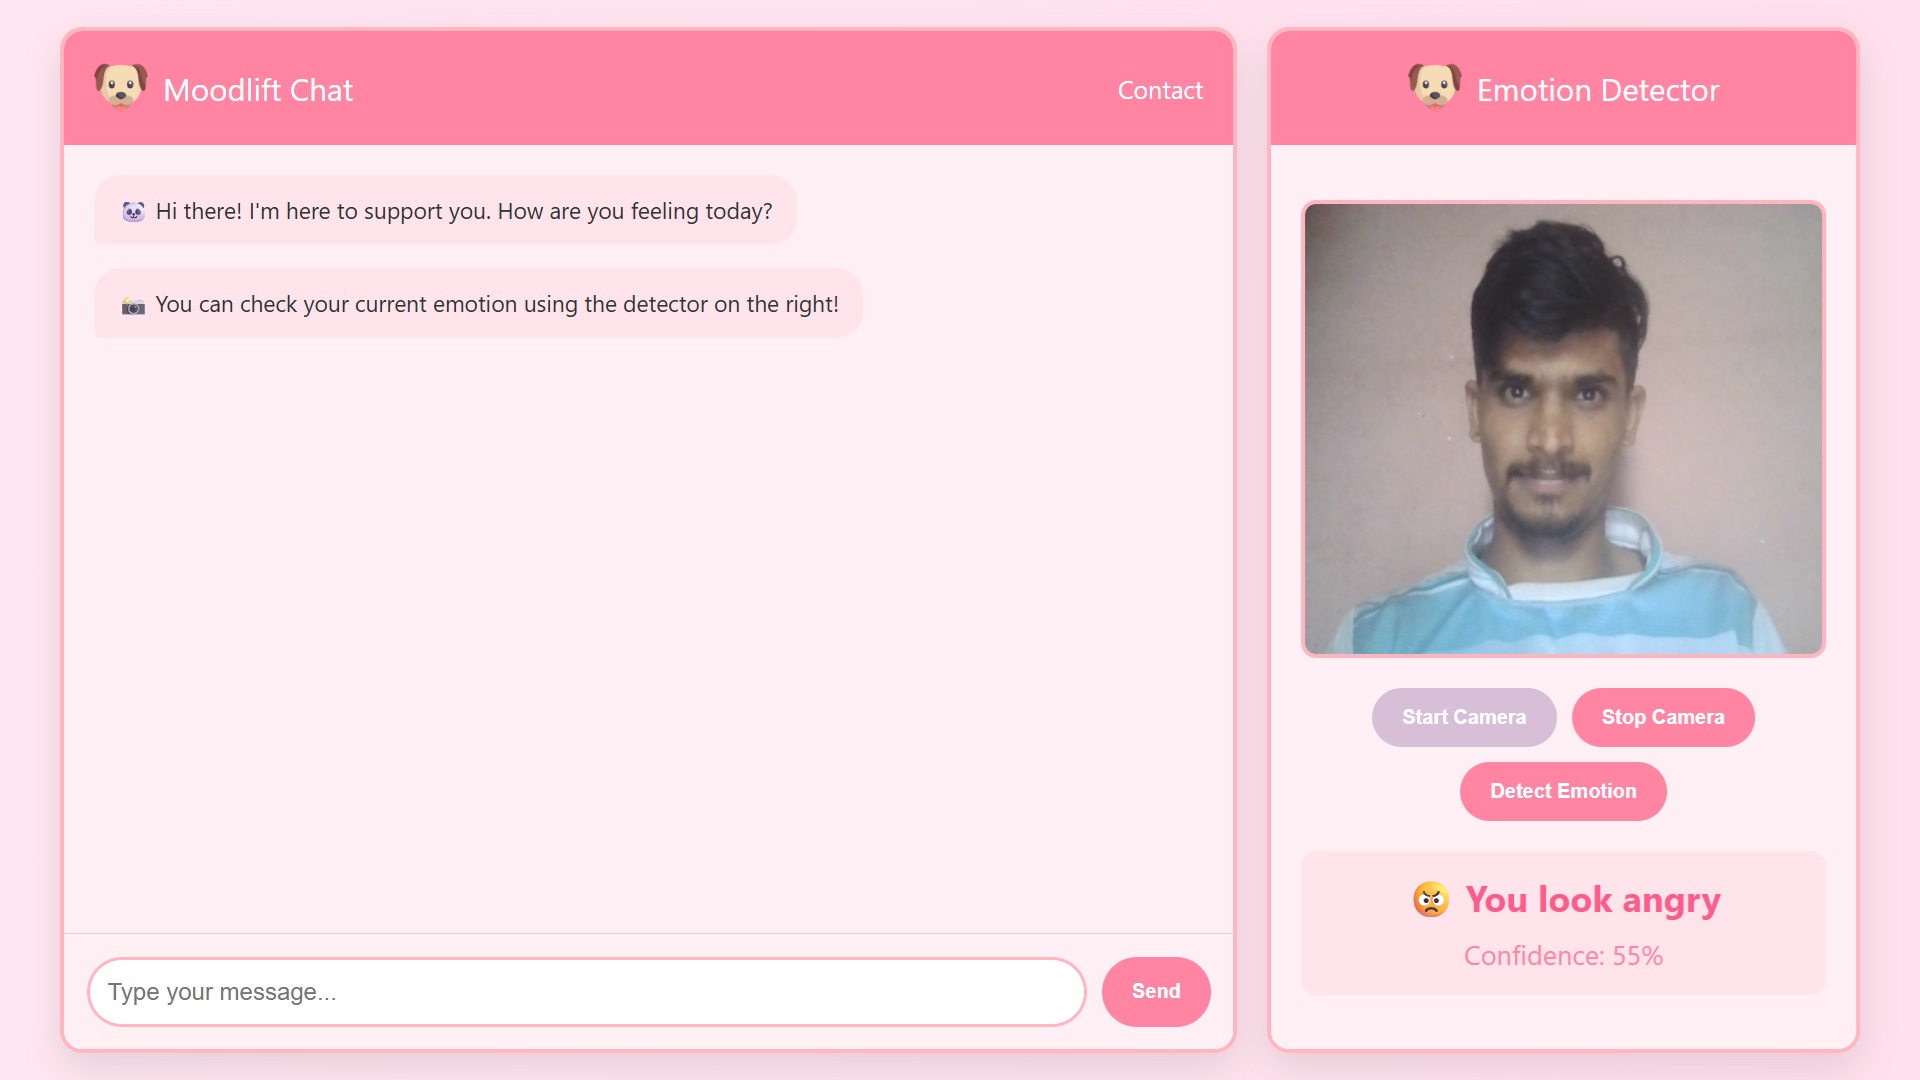 Moodlift Chat
Contact
Hi there! I'm here to support you. How are you feeling today?
You can check your current emotion using the detector on the right!
Type your message...
Send
Emotion Detector
Start Camera
Stop Camera
Detect Emotion
You look angry
Confidence: 55%